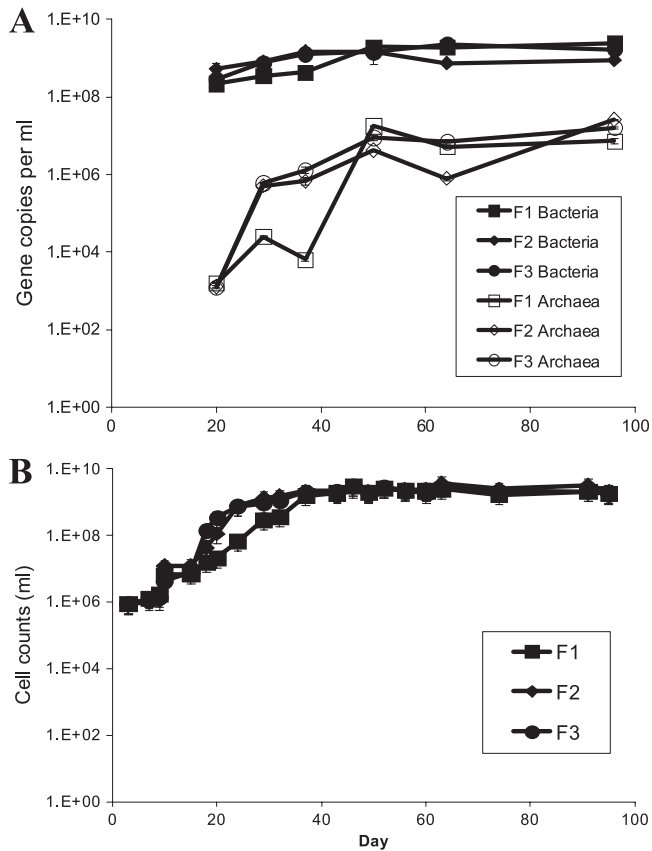 A
1.E+10
1.E+08
1.E+06
1.E+04
1.E+02
1.E+00
Gene copies per ml
0 20 40 60 80 100
F1 Bacteria
F2 Bacteria
F3 Bacteria
F1 Archaea
F2 Archaea
F3 Archaea
B
1.E+10
1.E+08
1.E+06
1.E+04
1.E+02
1.E+00
Cell counts (ml)
0 20 40 60 80 100
Day
F1
F2
F3